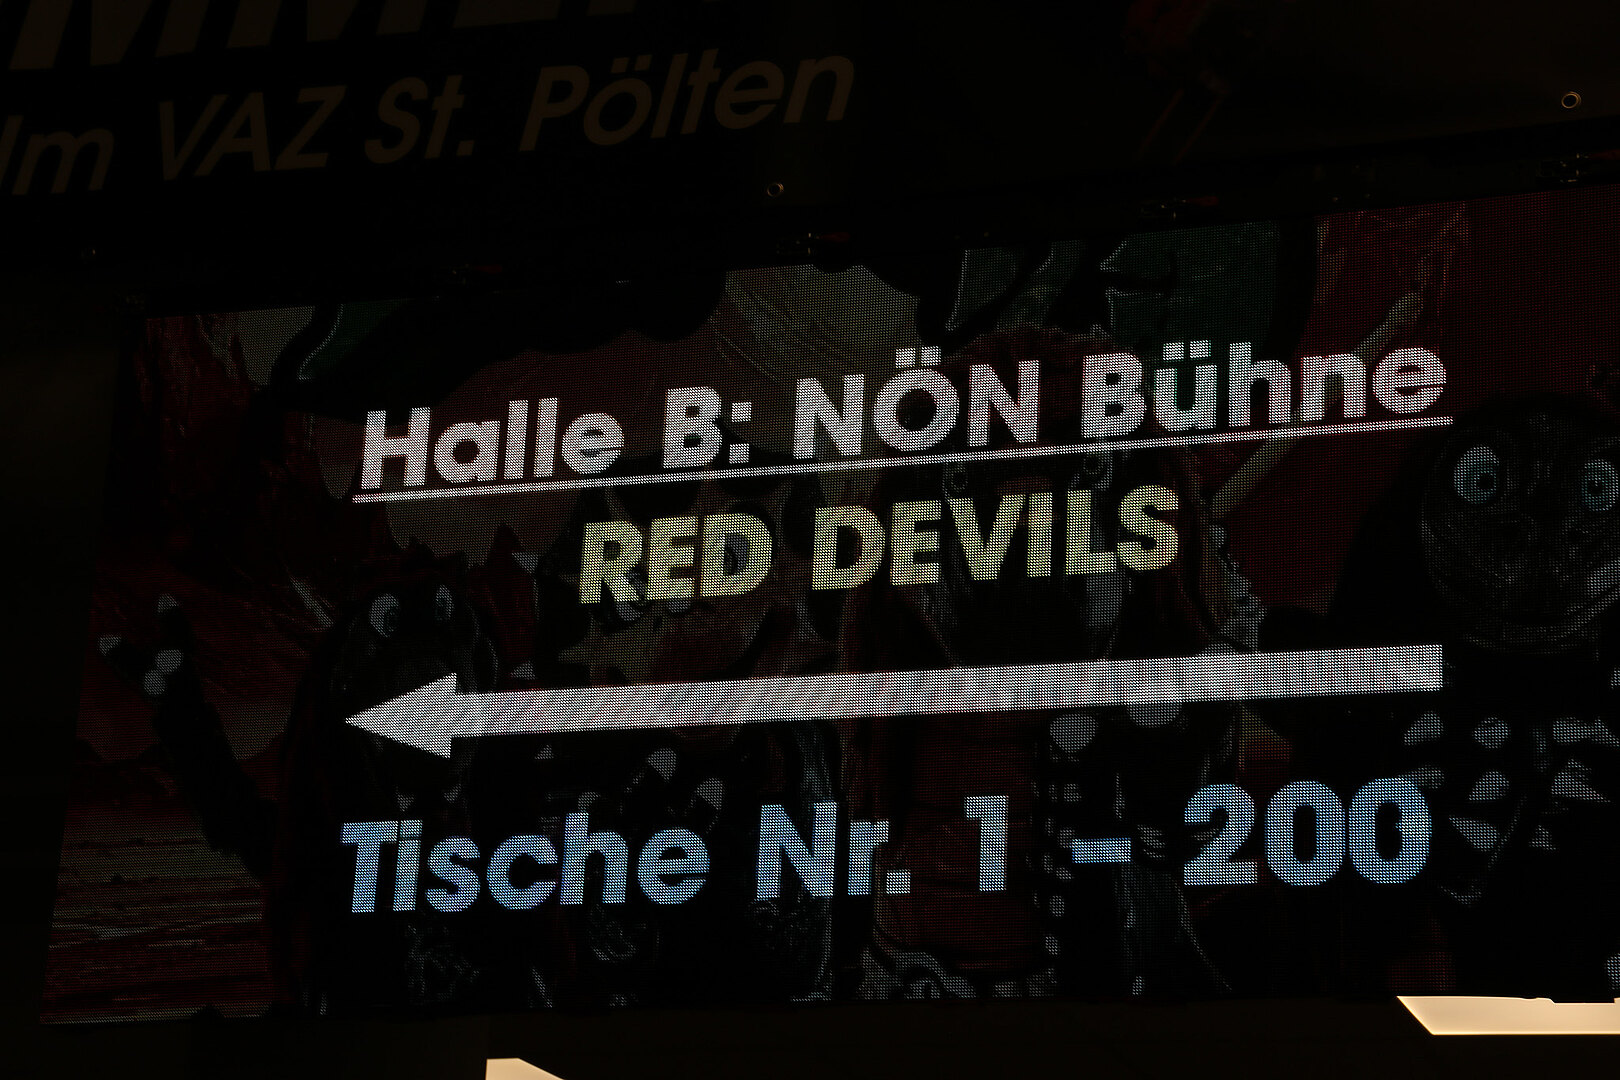 Im VAZ St. Pölten
Halle B: NÖN Bühne
RED DEVILS
Tische Nr. 1 – 200